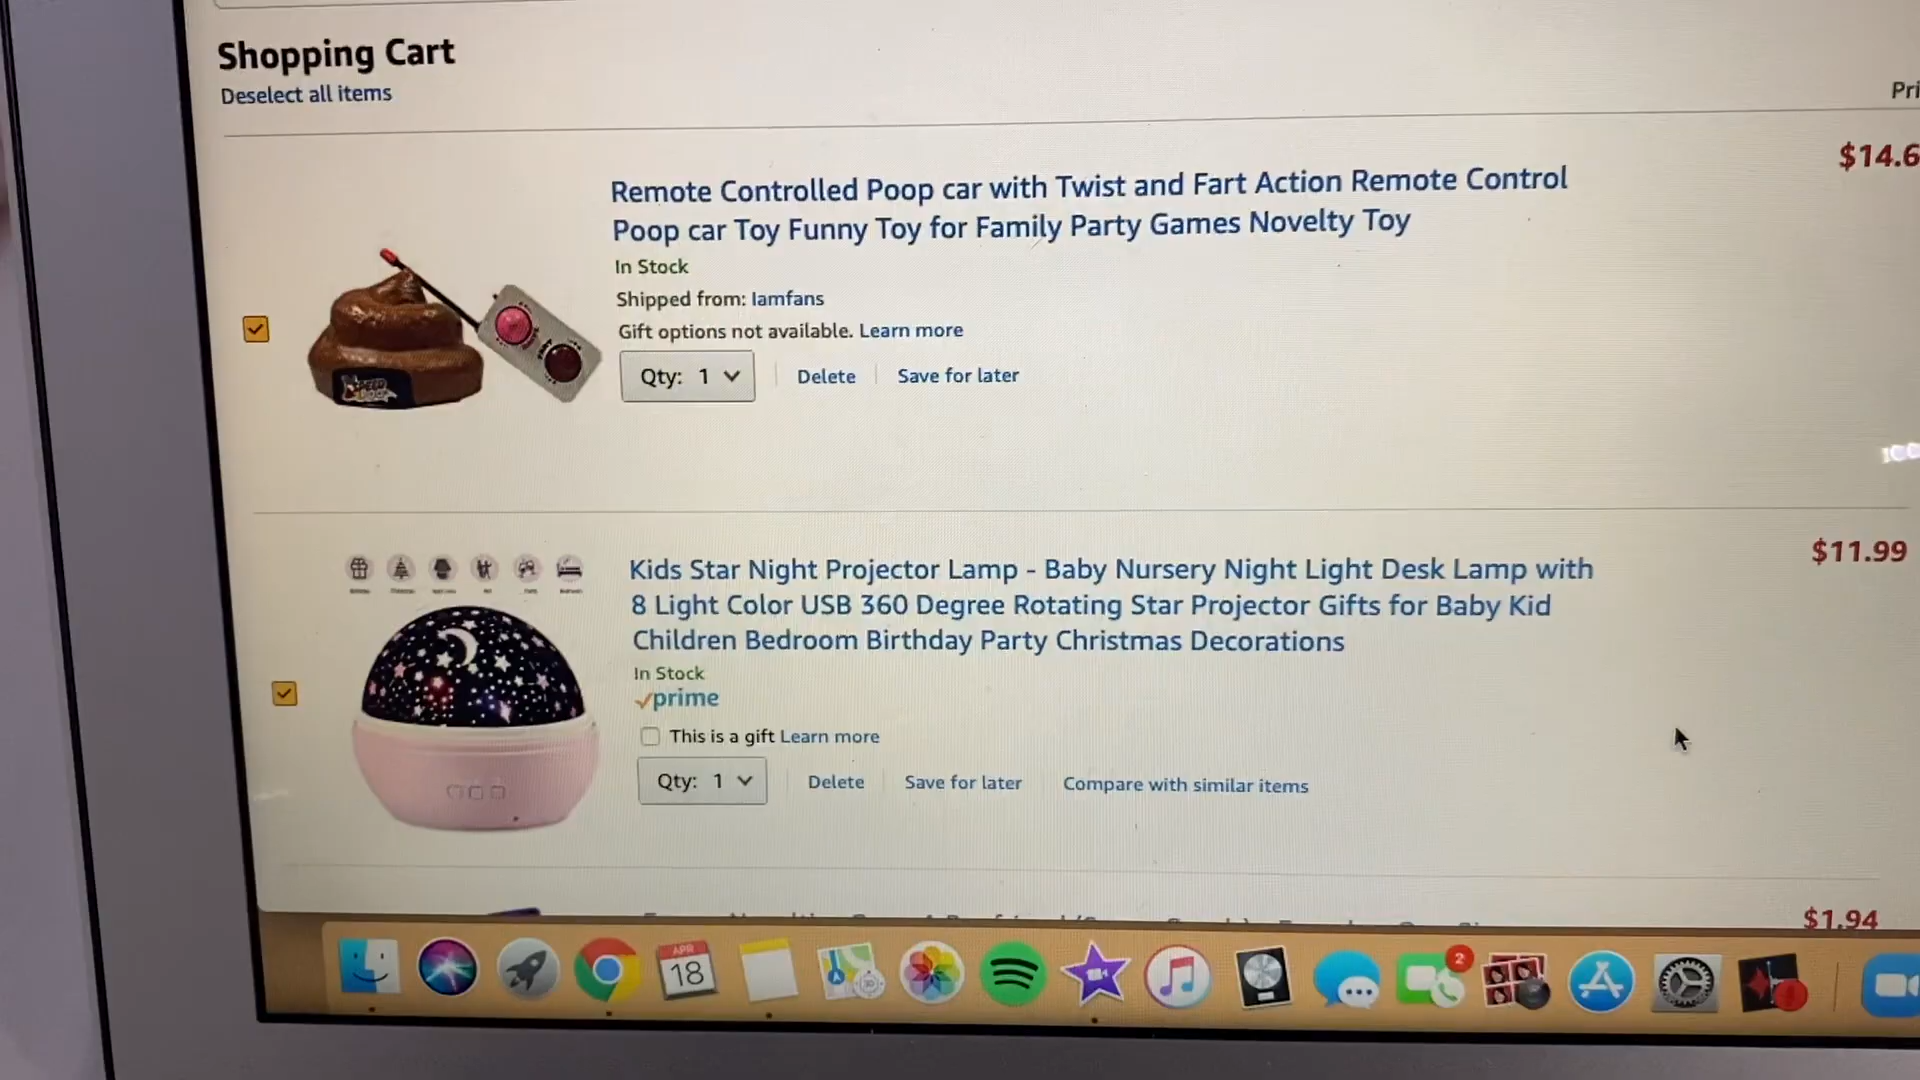 Shopping Cart
Deselect all items
Pri
$14.6
Remote Controlled Poop car with Twist and Fart Action Remote Control
Poop car Toy Funny Toy for Family Party Games Novelty Toy
In Stock
Shipped from: Iamfans
Gift options not available. Learn more
Qty: 1
Delete
Save for later
$11.99
Kids Star Night Projector Lamp - Baby Nursery Night Light Desk Lamp with
8 Light Color USB 360 Degree Rotating Star Projector Gifts for Baby Kid
Children Bedroom Birthday Party Christmas Decorations
In Stock
prime
This is a gift Learn more
Qty: 1
Delete
Save for later
Compare with similar items
$1.94
APR
18
2